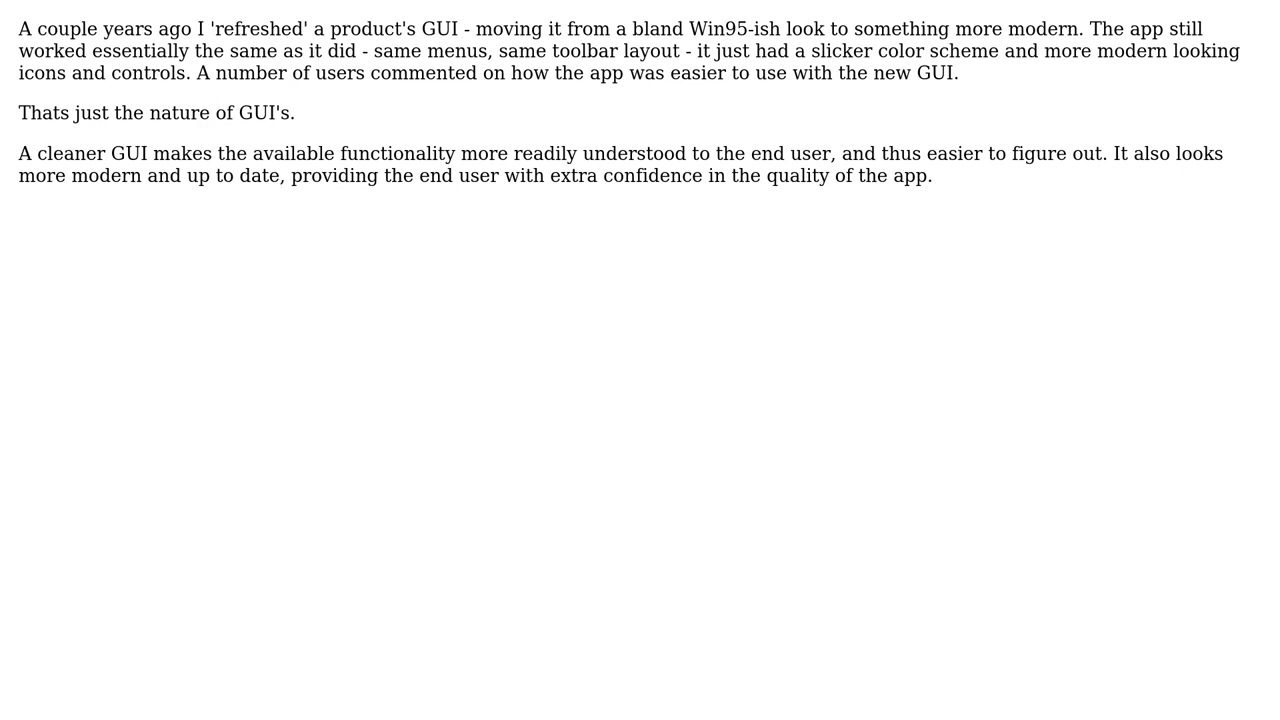 A couple years ago I 'refreshed' a product's GUI - moving it from a bland Win95-ish look to something more modern. The app still
worked essentially the same as it did - same menus, same toolbar layout - it just had a slicker color scheme and more modern looking
icons and controls. A number of users commented on how the app was easier to use with the new GUI.
Thats just the nature of GUI's.
A cleaner GUI makes the available functionality more readily understood to the end user, and thus easier to figure out. It also looks
more modern and up to date, providing the end user with extra confidence in the quality of the app.